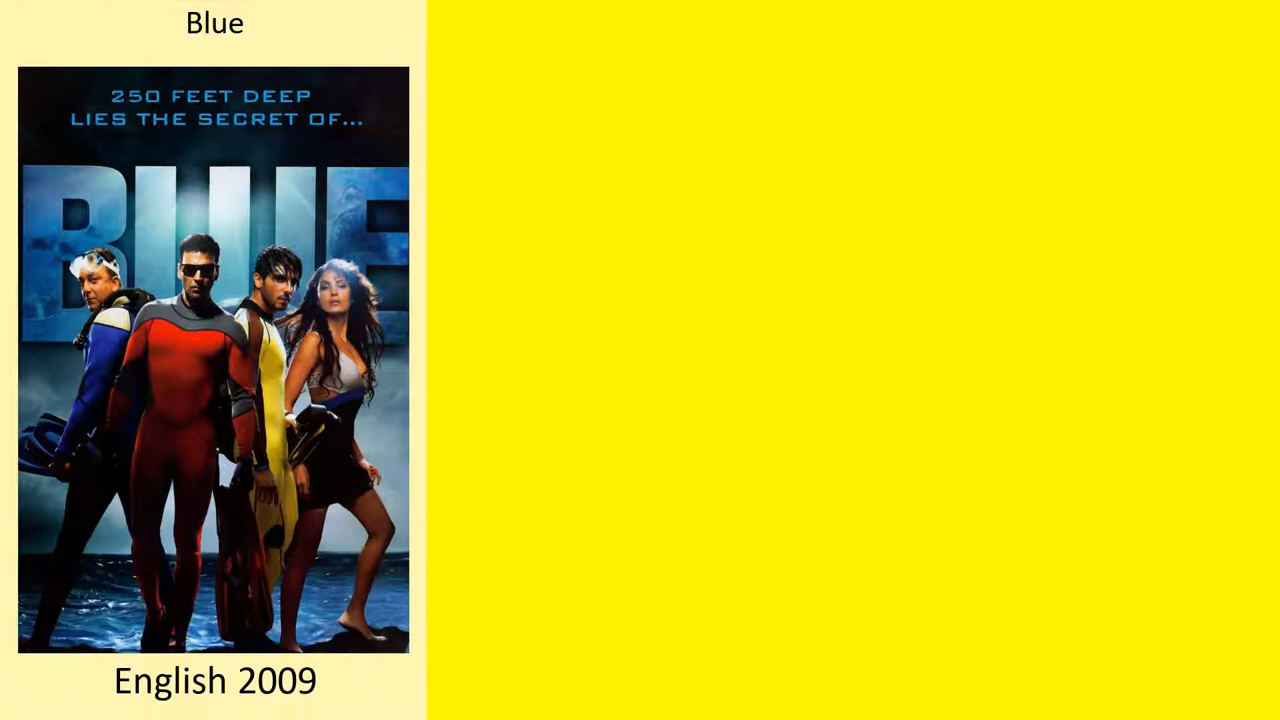 Blue
250 FEET DEEP
LIES THE SECRET OF...
BLUE
English 2009